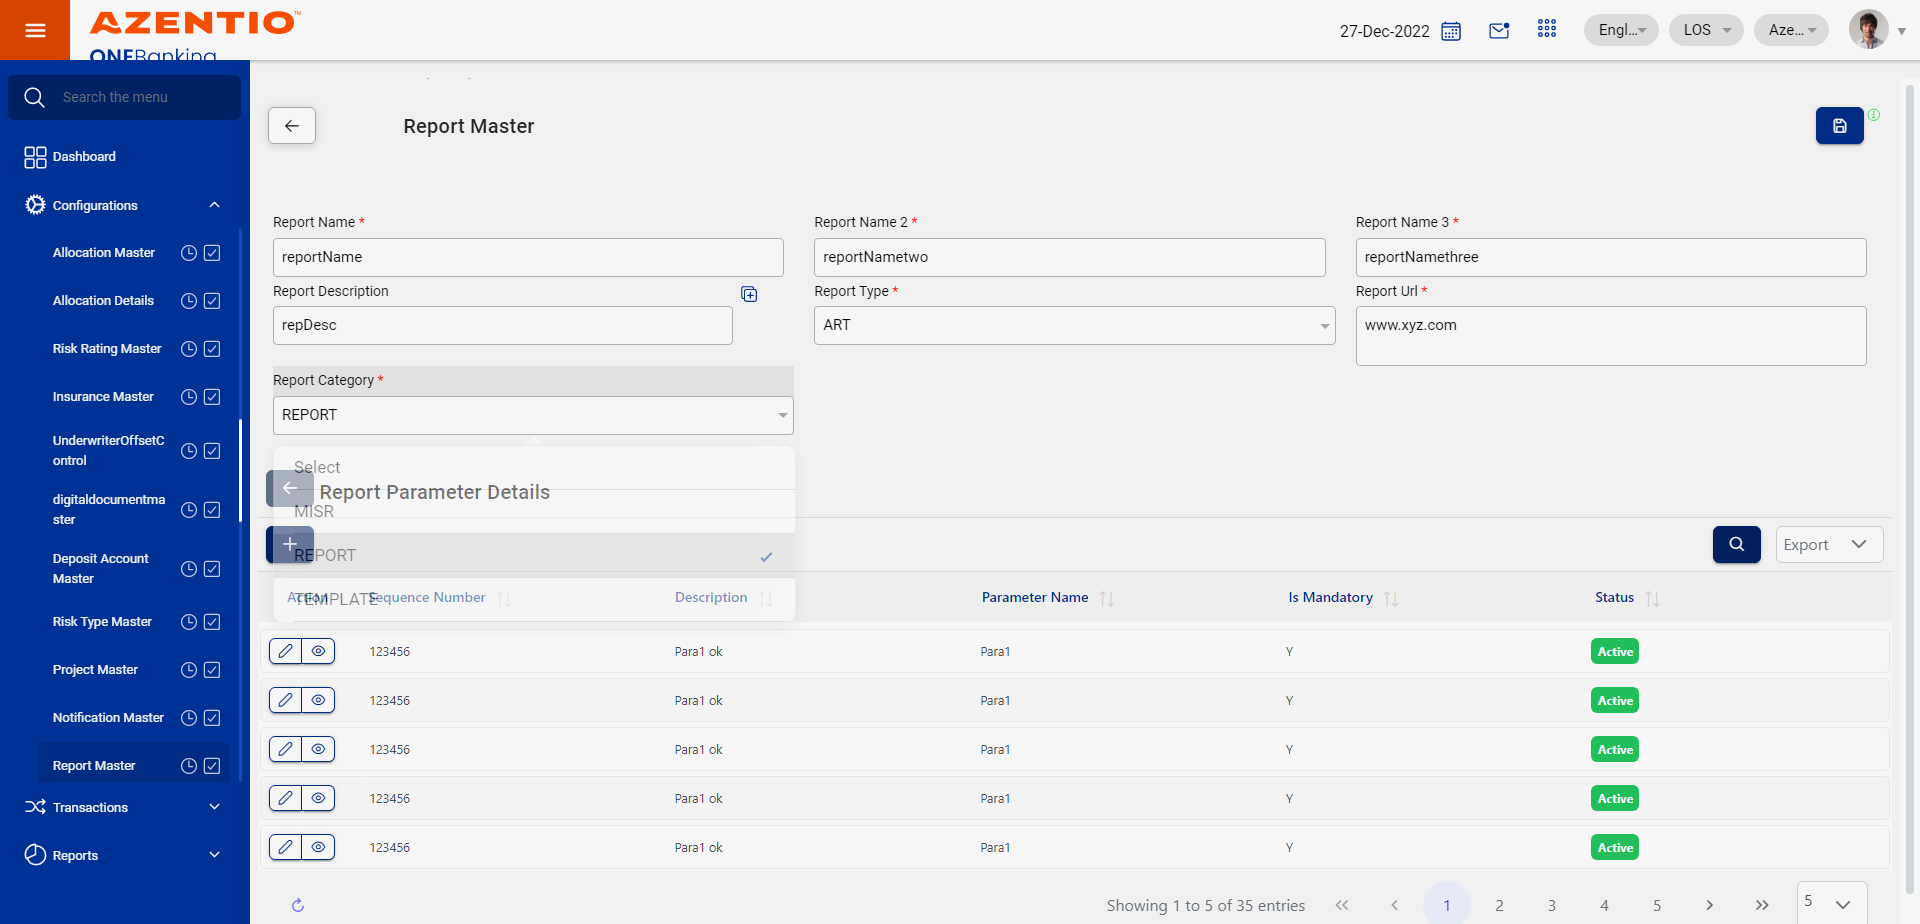 AZENTIO™
ONEBanking
27-Dec-2022
Engl...
LOS
Aze...
Search the menu
Dashboard
Configurations
Allocation Master
Allocation Details
Risk Rating Master
Insurance Master
UnderwriterOffsetC
ontrol
digitaldocumentma
ster
Deposit Account
Master
Risk Type Master
Project Master
Notification Master
Report Master
Transactions
Reports
Report Master
Report Name *
reportName
Report Name 2 *
reportNametwo
Report Name 3 *
reportNamethree
Report Description
repDesc
Report Type *
ART
Report Url *
www.xyz.com
Report Category *
REPORT
Select
MISR
REPORT
TEMPLATE
Report Parameter Details
Export
Action Sequence Number Description Parameter Name Is Mandatory Status
123456 Para1 ok Para1 Y Active
123456 Para1 ok Para1 Y Active
123456 Para1 ok Para1 Y Active
123456 Para1 ok Para1 Y Active
123456 Para1 ok Para1 Y Active
Showing 1 to 5 of 35 entries << < 1 2 3 4 5 > >> 5